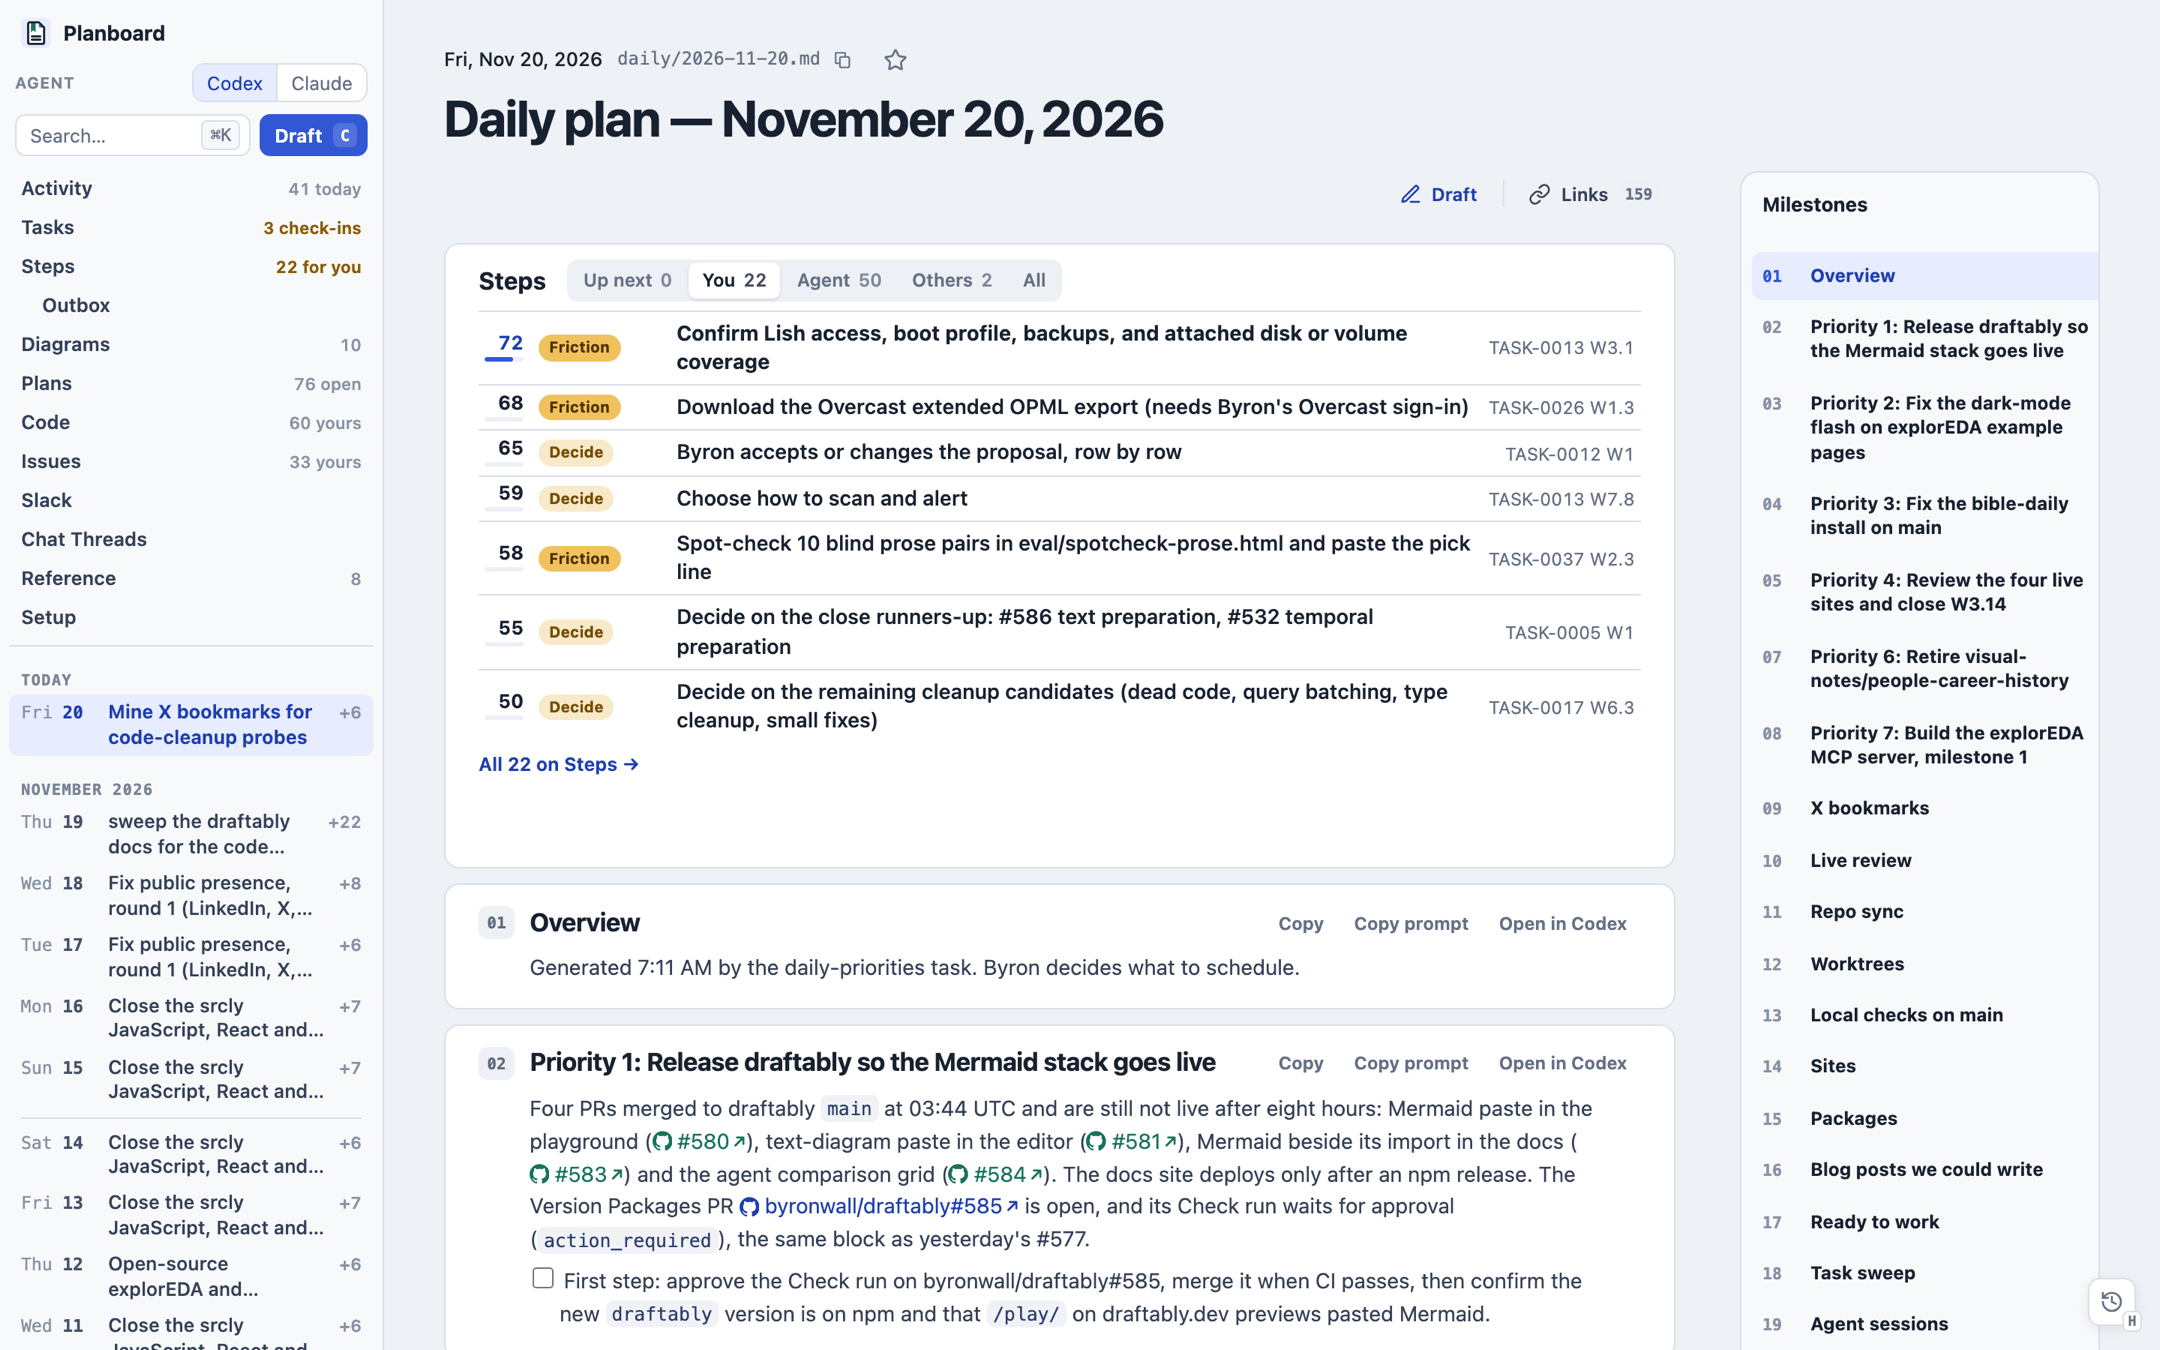 Planboard
AGENT
Codex
Claude
Search...
⌘K
Draft C
Activity 41 today
Tasks 3 check-ins
Steps 22 for you
Outbox
Diagrams 10
Plans 76 open
Code 60 yours
Issues 33 yours
Slack
Chat Threads
Reference 8
Setup
TODAY
Fri 20 Mine X bookmarks for +6
code-cleanup probes
NOVEMBER 2026
Thu 19 sweep the draftably +22
docs for the code...
Wed 18 Fix public presence, +8
round 1 (LinkedIn, X,...
Tue 17 Fix public presence, +6
round 1 (LinkedIn, X,...
Mon 16 Close the srcly +7
JavaScript, React and...
Sun 15 Close the srcly +7
JavaScript, React and...
Sat 14 Close the srcly +6
JavaScript, React and...
Fri 13 Close the srcly +7
JavaScript, React and...
Thu 12 Open-source +6
explorEDA and...
Wed 11 Close the srcly +6
JavaScript, React and...
Fri, Nov 20, 2026 daily/2026-11-20.md
Daily plan — November 20, 2026
Draft
Links 159
Steps
Up next 0
You 22
Agent 50
Others 2
All
72 Friction Confirm Lish access, boot profile, backups, and attached disk or volume TASK-0013 W3.1
coverage
68 Friction Download the Overcast extended OPML export (needs Byron's Overcast sign-in) TASK-0026 W1.3
65 Decide Byron accepts or changes the proposal, row by row TASK-0012 W1
59 Decide Choose how to scan and alert TASK-0013 W7.8
58 Friction Spot-check 10 blind prose pairs in eval/spotcheck-prose.html and paste the pick TASK-0037 W2.3
line
55 Decide Decide on the close runners-up: #586 text preparation, #532 temporal TASK-0005 W1
preparation
50 Decide Decide on the remaining cleanup candidates (dead code, query batching, type TASK-0017 W6.3
cleanup, small fixes)
All 22 on Steps →
01 Overview Copy Copy prompt Open in Codex
Generated 7:11 AM by the daily-priorities task. Byron decides what to schedule.
02 Priority 1: Release draftably so the Mermaid stack goes live Copy Copy prompt Open in Codex
Four PRs merged to draftably main at 03:44 UTC and are still not live after eight hours: Mermaid paste in the
playground (#580↗), text-diagram paste in the editor (#581↗), Mermaid beside its import in the docs (
#583↗) and the agent comparison grid (#584↗). The docs site deploys only after an npm release. The
Version Packages PR byronwall/draftably#585↗ is open, and its Check run waits for approval
(action_required), the same block as yesterday's #577.
First step: approve the Check run on byronwall/draftably#585, merge it when CI passes, then confirm the
new draftably version is on npm and that /play/ on draftably.dev previews pasted Mermaid.
Milestones
01 Overview
02 Priority 1: Release draftably so
the Mermaid stack goes live
03 Priority 2: Fix the dark-mode
flash on explorEDA example
pages
04 Priority 3: Fix the bible-daily
install on main
05 Priority 4: Review the four live
sites and close W3.14
07 Priority 6: Retire visual-
notes/people-career-history
08 Priority 7: Build the explorEDA
MCP server, milestone 1
09 X bookmarks
10 Live review
11 Repo sync
12 Worktrees
13 Local checks on main
14 Sites
15 Packages
16 Blog posts we could write
17 Ready to work
18 Task sweep
19 Agent sessions
H